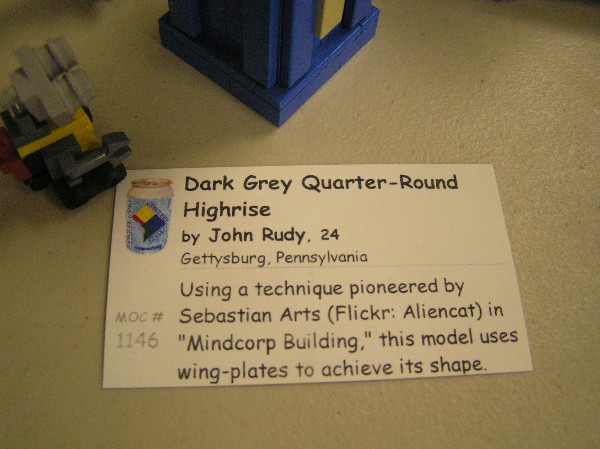 Dark Grey Quarter-Round
Highrise
by John Rudy, 24
Gettysburg, Pennsylvania
Using a technique pioneered by
MOC # Sebastian Arts (Flickr: Aliencat) in
1146 "Mindcorp Building," this model uses
wing-plates to achieve its shape.